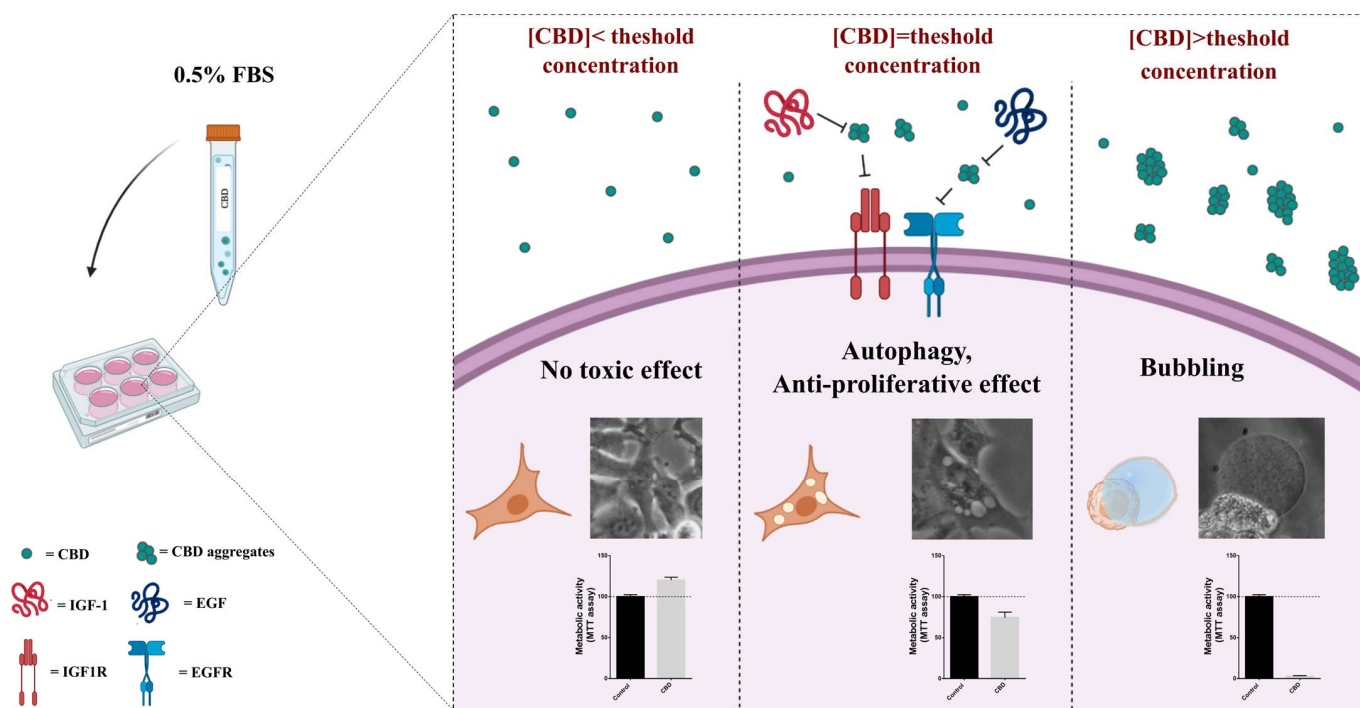 0.5% FBS
CBD
= CBD
= CBD aggregates
= IGF-1
= EGF
= IGF1R
= EGFR
[CBD]< theshold
concentration
No toxic effect
150
100
50
0
Metabolic activity
(MTT assay)
Control
CBD
[CBD]=theshold
concentration
Autophagy,
Anti-proliferative effect
150
100
50
0
Metabolic activity
(MTT assay)
Control
CBD
[CBD]>theshold
concentration
Bubbling
150
100
50
0
Metabolic activity
(MTT assay)
Control
CBD